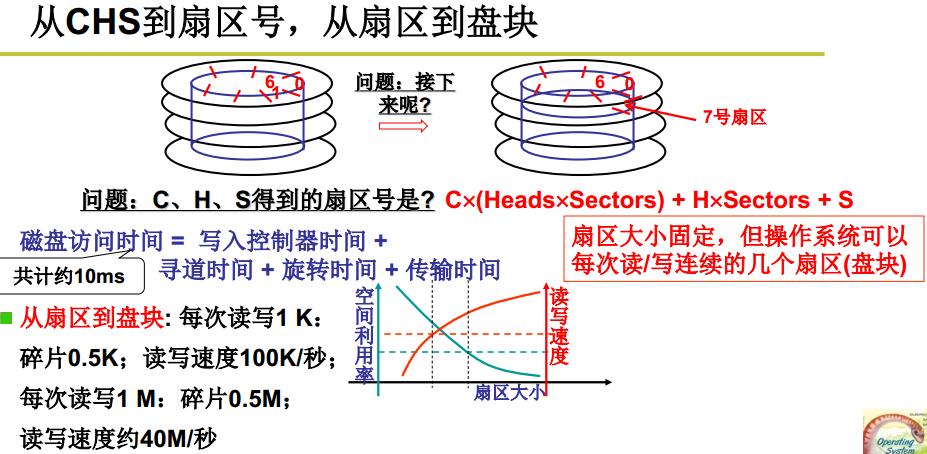 从CHS到扇区号，从扇区到盘块
6
1
0
问题：接下
来呢?
6
0
7号扇区
问题：C、H、S得到的扇区号是? C×(Heads×Sectors) + H×Sectors + S
磁盘访问时间 = 写入控制器时间 +
寻道时间 + 旋转时间 + 传输时间
共计约10ms
扇区大小固定，但操作系统可以
每次读/写连续的几个扇区(盘块)
从扇区到盘块: 每次读写1 K：
碎片0.5K；读写速度100K/秒；
每次读写1 M：碎片0.5M；
读写速度约40M/秒
空间利用率
读写速度
扇区大小
Operating
System